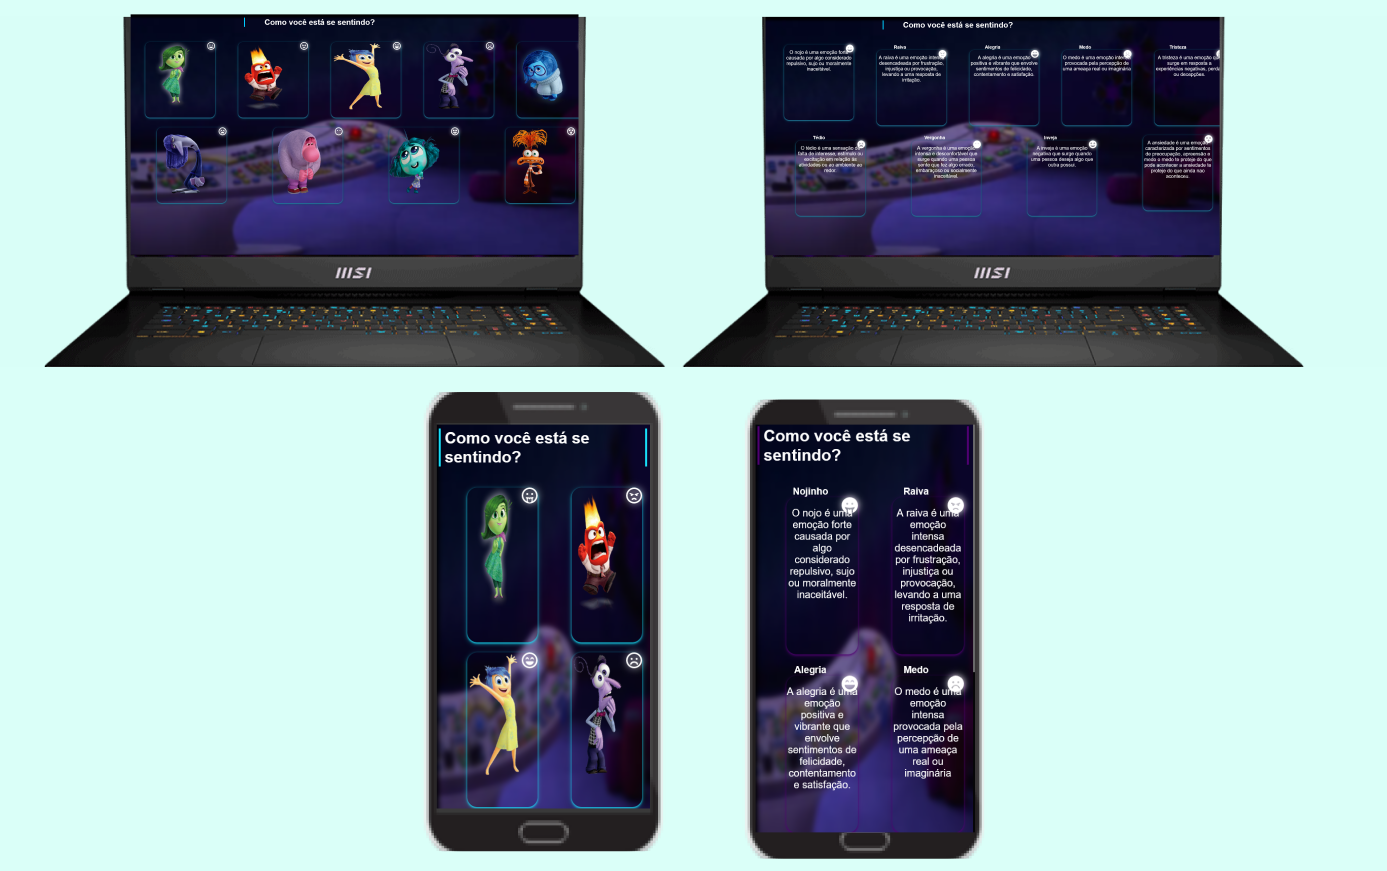 Como você está se sentindo?
msi
Como você está se sentindo?
O nojo é uma emoção forte
causada por algo considerado
repulsivo, sujo ou moralmente
inaceitável.
Raiva
A raiva é uma emoção intensa
desencadeada por frustração,
injustiça ou provocação,
levando a uma resposta de
irritação.
Alegria
A alegria é uma emoção
positiva e vibrante que envolve
sentimentos de felicidade,
contentamento e satisfação.
Medo
O medo é uma emoção intensa
provocada pela percepção de
uma ameaça real ou imaginária
Tristeza
A tristeza é uma emoção
surge em resposta a
experiências negativas, perda
ou decepções.
Tédio
O tédio é uma sensação de
falta de interesse, estímulo ou
excitação em relação às
atividades ou ao ambiente ao
redor.
Vergonha
A vergonha é uma emoção
intensa e desconfortável que
surge quando uma pessoa
sente que fez algo errado,
embaraçoso ou socialmente
inaceitável.
Inveja
A inveja é uma emoção
negativa que surge quando
uma pessoa deseja algo que
outra possui.
A ansiedade é uma emoção
caracterizada por sentimentos
de preocupação, apreensão e
medo o medo te proteje do que
pode acontecer a ansiedade te
proteje do que ainda nao
aconteceu.
msi
Como você está se
sentindo?
Como você está se
sentindo?
Nojinho
O nojo é uma
emoção forte
causada por
algo
considerado
repulsivo, sujo
ou moralmente
inaceitável.
Raiva
A raiva é uma
emoção
intensa
desencadeada
por frustração,
injustiça ou
provocação,
levando a uma
resposta de
irritação.
Alegria
A alegria é uma
emoção
positiva e
vibrante que
envolve
sentimentos de
felicidade,
contentamento
e satisfação.
Medo
O medo é uma
emoção
intensa
provocada pela
percepção de
uma ameaça
real ou
imaginária